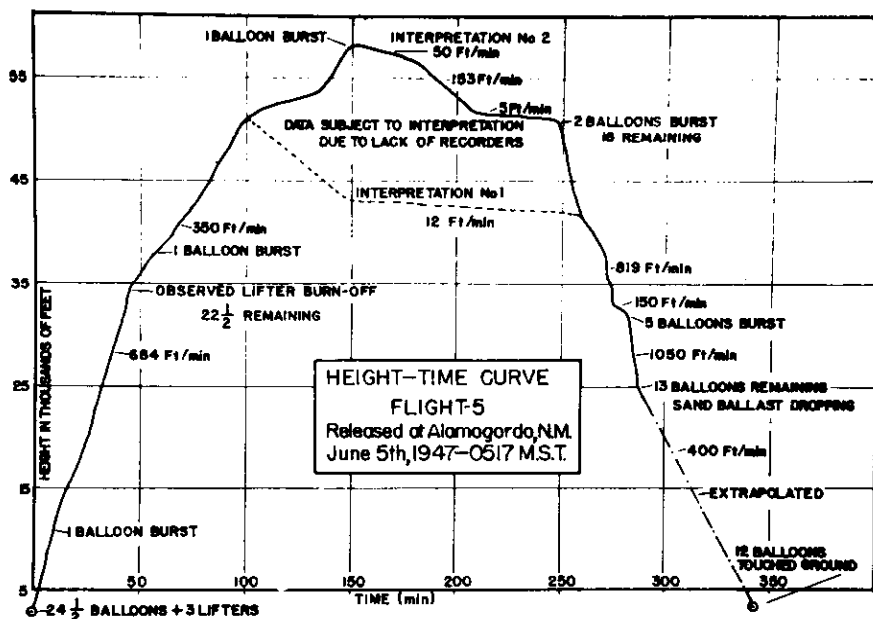 1 BALLOON BURST
INTERPRETATION No 2
50 Ft/min
153 Ft/min
5 Ft/min
DATA SUBJECT TO INTERPRETATION
DUE TO LACK OF RECORDERS
2 BALLOONS BURST
18 REMAINING
INTERPRETATION No 1
12 Ft/min
350 Ft/min
1 BALLOON BURST
OBSERVED LIFTER BURN-OFF
22 1/2 REMAINING
684 Ft/min
819 Ft/min
150 Ft/min
5 BALLOONS BURST
1050 Ft/min
13 BALLOONS REMAINING
SAND BALLAST DROPPING
400 Ft/min
EXTRAPOLATED
12 BALLOONS
TOUCHED GROUND
1 BALLOON BURST
24 1/2 BALLOONS + 3 LIFTERS
HEIGHT-TIME CURVE
FLIGHT-5
Released at Alamogordo, N.M.
June 5th, 1947-0517 M.S.T.
HEIGHT IN THOUSANDS OF FEET
55
45
35
25
15
5
50
100
150
200
250
300
350
TIME (min)